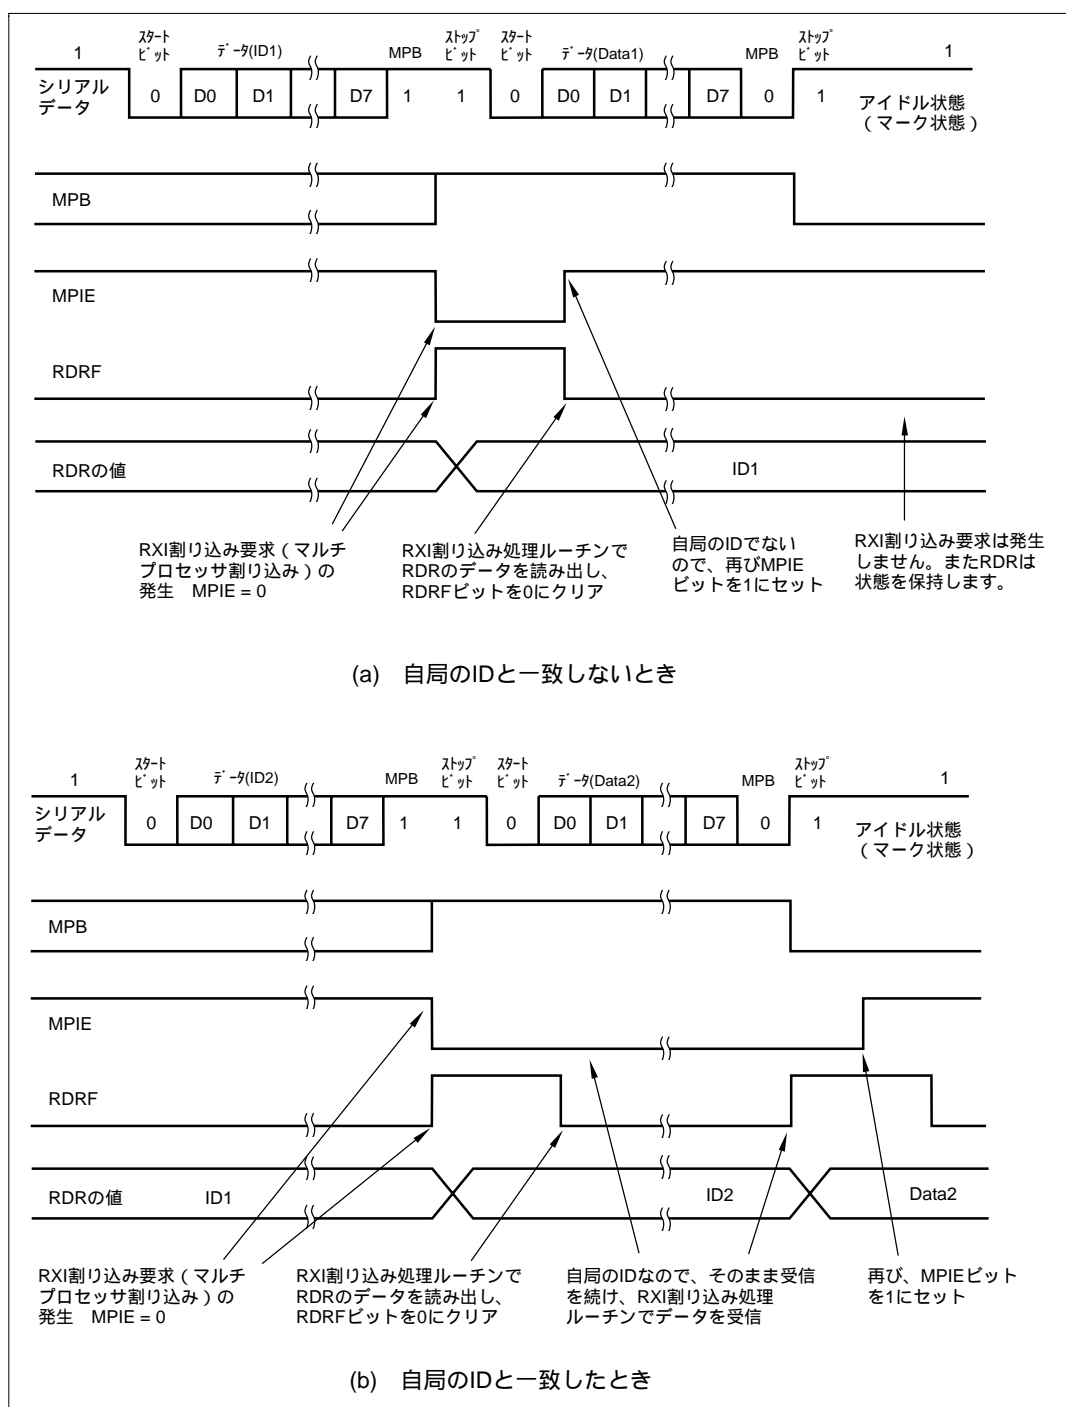 1 ｽﾀｰﾄ ﾋﾞｯﾄ ﾃﾞｰﾀ(ID1) MPB ｽﾄｯﾌﾟ ﾋﾞｯﾄ ｽﾀｰﾄ ﾋﾞｯﾄ ﾃﾞｰﾀ(Data1) MPB ｽﾄｯﾌﾟ ﾋﾞｯﾄ 1
シリアル
データ
0 D0 D1 D7 1 1 0 D0 D1 D7 0 1
アイドル状態
（マーク状態）
MPB
MPIE
RDRF
RDRの値 ID1
RXI割り込み要求（マルチ
プロセッサ割り込み）の
発生 MPIE = 0
RXI割り込み処理ルーチンで
RDRのデータを読み出し、
RDRFビットを0にクリア
自局のIDでない
ので、再びMPIE
ビットを1にセット
RXI割り込み要求は発生
しません。またRDRは
状態を保持します。
(a) 自局のIDと一致しないとき
1 ｽﾀｰﾄ ﾋﾞｯﾄ ﾃﾞｰﾀ(ID2) MPB ｽﾄｯﾌﾟ ﾋﾞｯﾄ ｽﾀｰﾄ ﾋﾞｯﾄ ﾃﾞｰﾀ(Data2) MPB ｽﾄｯﾌﾟ ﾋﾞｯﾄ 1
シリアル
データ
0 D0 D1 D7 1 1 0 D0 D1 D7 0 1
アイドル状態
（マーク状態）
MPB
MPIE
RDRF
RDRの値 ID1 ID2 Data2
RXI割り込み要求（マルチ
プロセッサ割り込み）の
発生 MPIE = 0
RXI割り込み処理ルーチンで
RDRのデータを読み出し、
RDRFビットを0にクリア
自局のIDなので、そのまま受信
を続け、RXI割り込み処理
ルーチンでデータを受信
再び、MPIEビット
を1にセット
(b) 自局のIDと一致したとき